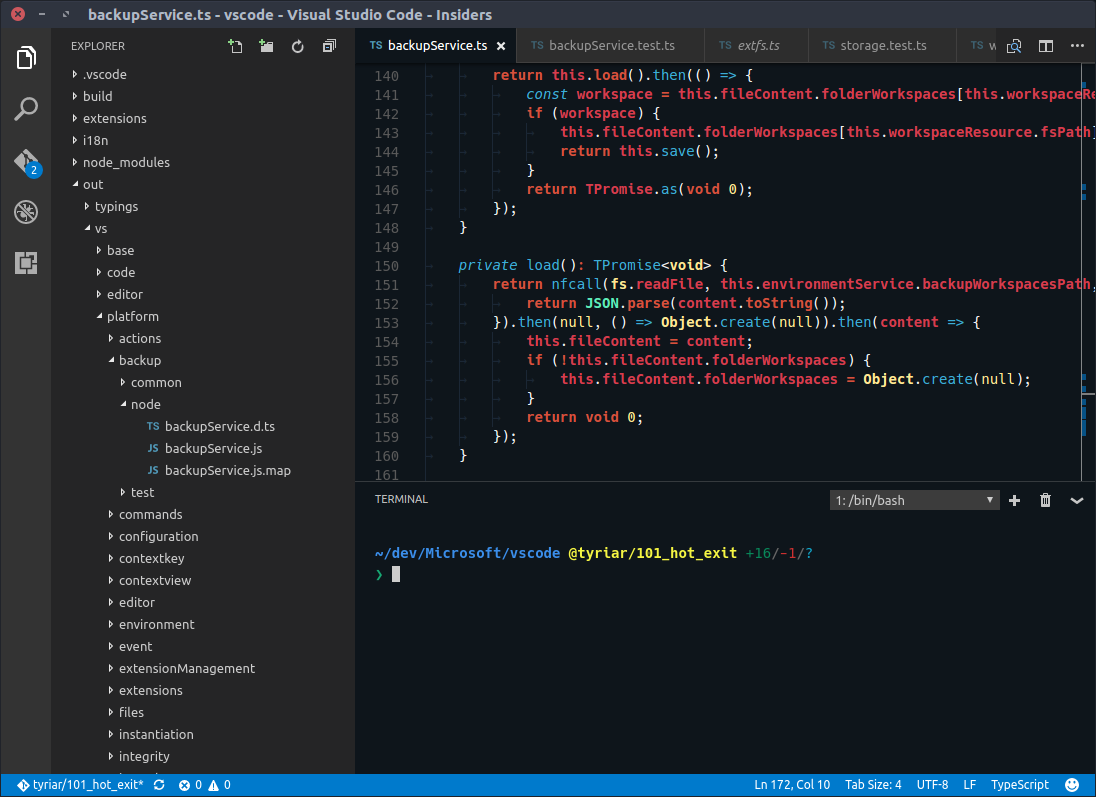 backupService.ts - vscode - Visual Studio Code - Insiders
EXPLORER
.vscode
build
extensions
i18n
node_modules
out
typings
vs
base
code
editor
platform
actions
backup
common
node
TS backupService.d.ts
JS backupService.js
JS backupService.js.map
test
commands
configuration
contextkey
contextview
editor
environment
event
extensionManagement
extensions
files
instantiation
integrity
2
TS backupService.ts
TS backupService.test.ts
TS extfs.ts
TS storage.test.ts
TS
140 return this.load().then(() => {
141 const workspace = this.fileContent.folderWorkspaces[this.workspaceRe
142 if (workspace) {
143 this.fileContent.folderWorkspaces[this.workspaceResource.fsPath]
144 return this.save();
145 }
146 return TPromise.as(void 0);
147 });
148 }
149
150 private load(): TPromise<void> {
151 return nfcall(fs.readFile, this.environmentService.backupWorkspacesPath,
152 return JSON.parse(content.toString());
153 }).then(null, () => Object.create(null)).then(content => {
154 this.fileContent = content;
155 if (!this.fileContent.folderWorkspaces) {
156 this.fileContent.folderWorkspaces = Object.create(null);
157 }
158 return void 0;
159 });
160 }
161
TERMINAL
1: /bin/bash
~/dev/Microsoft/vscode @tyriar/101_hot_exit +16/-1/?
❯
tyriar/101_hot_exit* 0 0 Ln 172, Col 10 Tab Size: 4 UTF-8 LF TypeScript